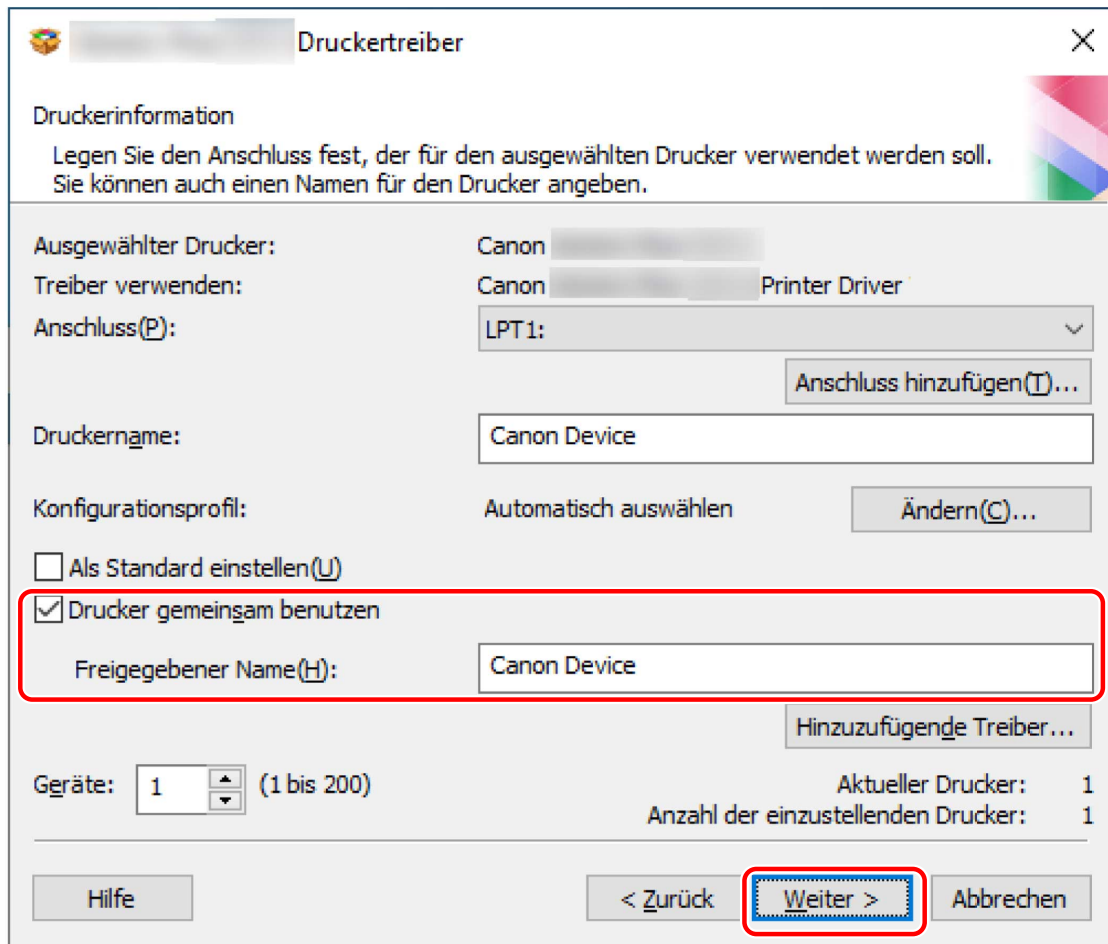 Druckertreiber
Druckerinformation
Legen Sie den Anschluss fest, der für den ausgewählten Drucker verwendet werden soll.
Sie können auch einen Namen für den Drucker angeben.
Ausgewählter Drucker: Canon
Treiber verwenden: Canon Printer Driver
Anschluss(P): LPT1:
Anschluss hinzufügen(T)...
Druckername: Canon Device
Konfigurationsprofil: Automatisch auswählen Ändern(C)...
Als Standard einstellen(U)
Drucker gemeinsam benutzen
Freigegebener Name(H): Canon Device
Hinzuzufügende Treiber...
Geräte: 1 (1 bis 200) Aktueller Drucker: 1
Anzahl der einzustellenden Drucker: 1
Hilfe < Zurück Weiter > Abbrechen